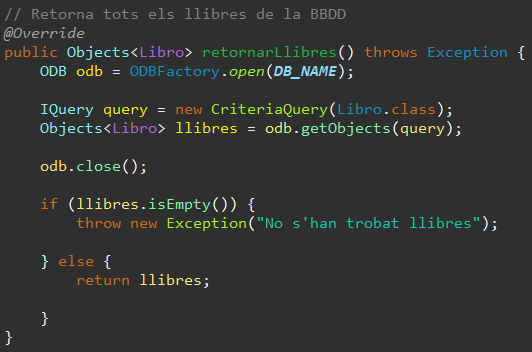 // Retorna tots els llibres de la BBDD
@Override
public Objects<Libro> retornarLlibres() throws Exception {
    ODB odb = ODBFactory.open(DB_NAME);

    IQuery query = new CriteriaQuery(Libro.class);
    Objects<Libro> llibres = odb.getObjects(query);

    odb.close();

    if (llibres.isEmpty()) {
        throw new Exception("No s'han trobat llibres");

    } else {
        return llibres;

    }
}